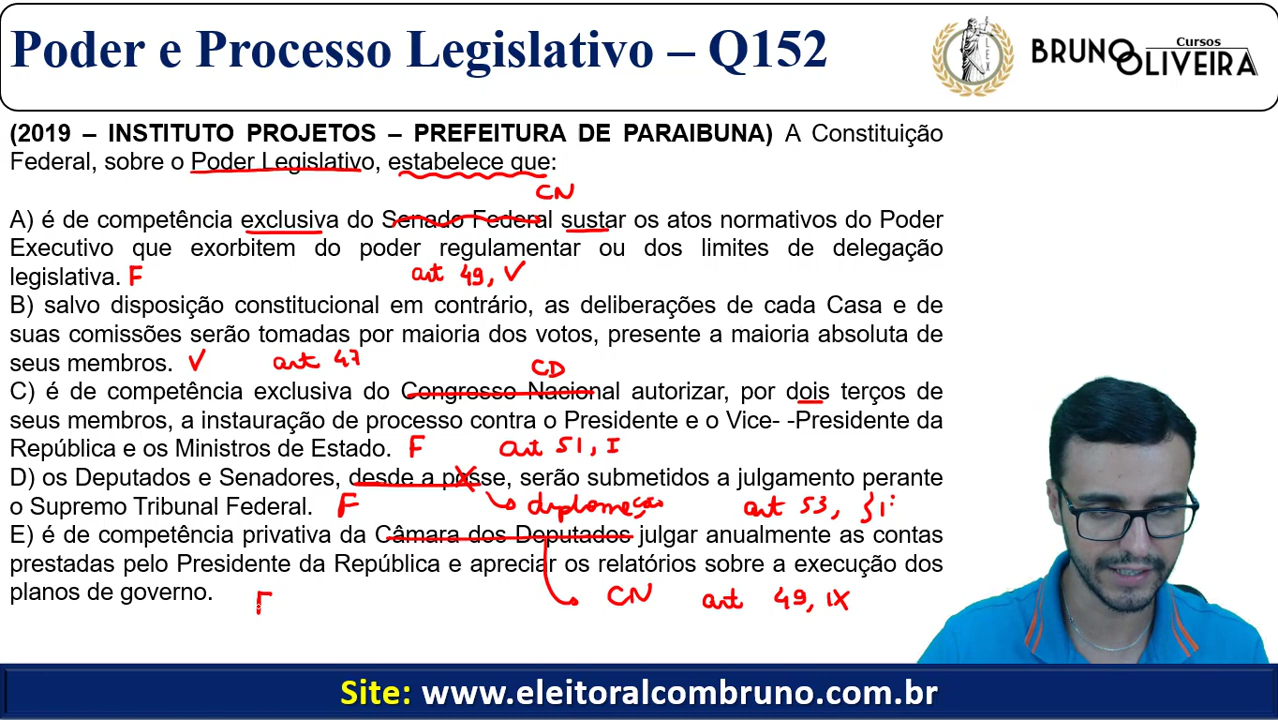 Poder e Processo Legislativo – Q152
Cursos
BRUNO OLIVEIRA
LEX
(2019 – INSTITUTO PROJETOS – PREFEITURA DE PARAIBUNA) A Constituição
Federal, sobre o Poder Legislativo, estabelece que:
CN
A) é de competência exclusiva do Senado Federal sustar os atos normativos do Poder
Executivo que exorbitem do poder regulamentar ou dos limites de delegação
legislativa. F art 49, V
B) salvo disposição constitucional em contrário, as deliberações de cada Casa e de
suas comissões serão tomadas por maioria dos votos, presente a maioria absoluta de
seus membros. V art 47
CD
C) é de competência exclusiva do Congresso Nacional autorizar, por dois terços de
seus membros, a instauração de processo contra o Presidente e o Vice- -Presidente da
República e os Ministros de Estado. F art 51, I
D) os Deputados e Senadores, desde a posse, serão submetidos a julgamento perante
o Supremo Tribunal Federal. F diplomação art 53, §1º
E) é de competência privativa da Câmara dos Deputados julgar anualmente as contas
prestadas pelo Presidente da República e apreciar os relatórios sobre a execução dos
planos de governo. CN art 49, IX
Site: www.eleitoralcombruno.com.br